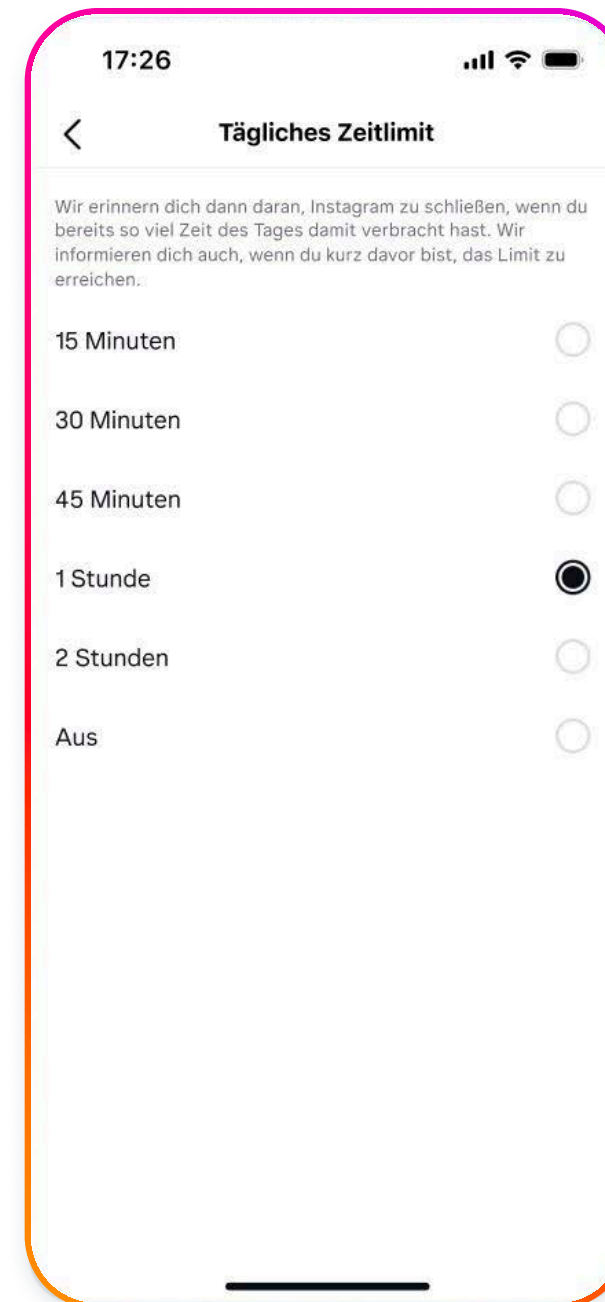 17:26
Tägliches Zeitlimit
Wir erinnern dich dann daran, Instagram zu schließen, wenn du
bereits so viel Zeit des Tages damit verbracht hast. Wir
informieren dich auch, wenn du kurz davor bist, das Limit zu
erreichen.
15 Minuten
30 Minuten
45 Minuten
1 Stunde
2 Stunden
Aus